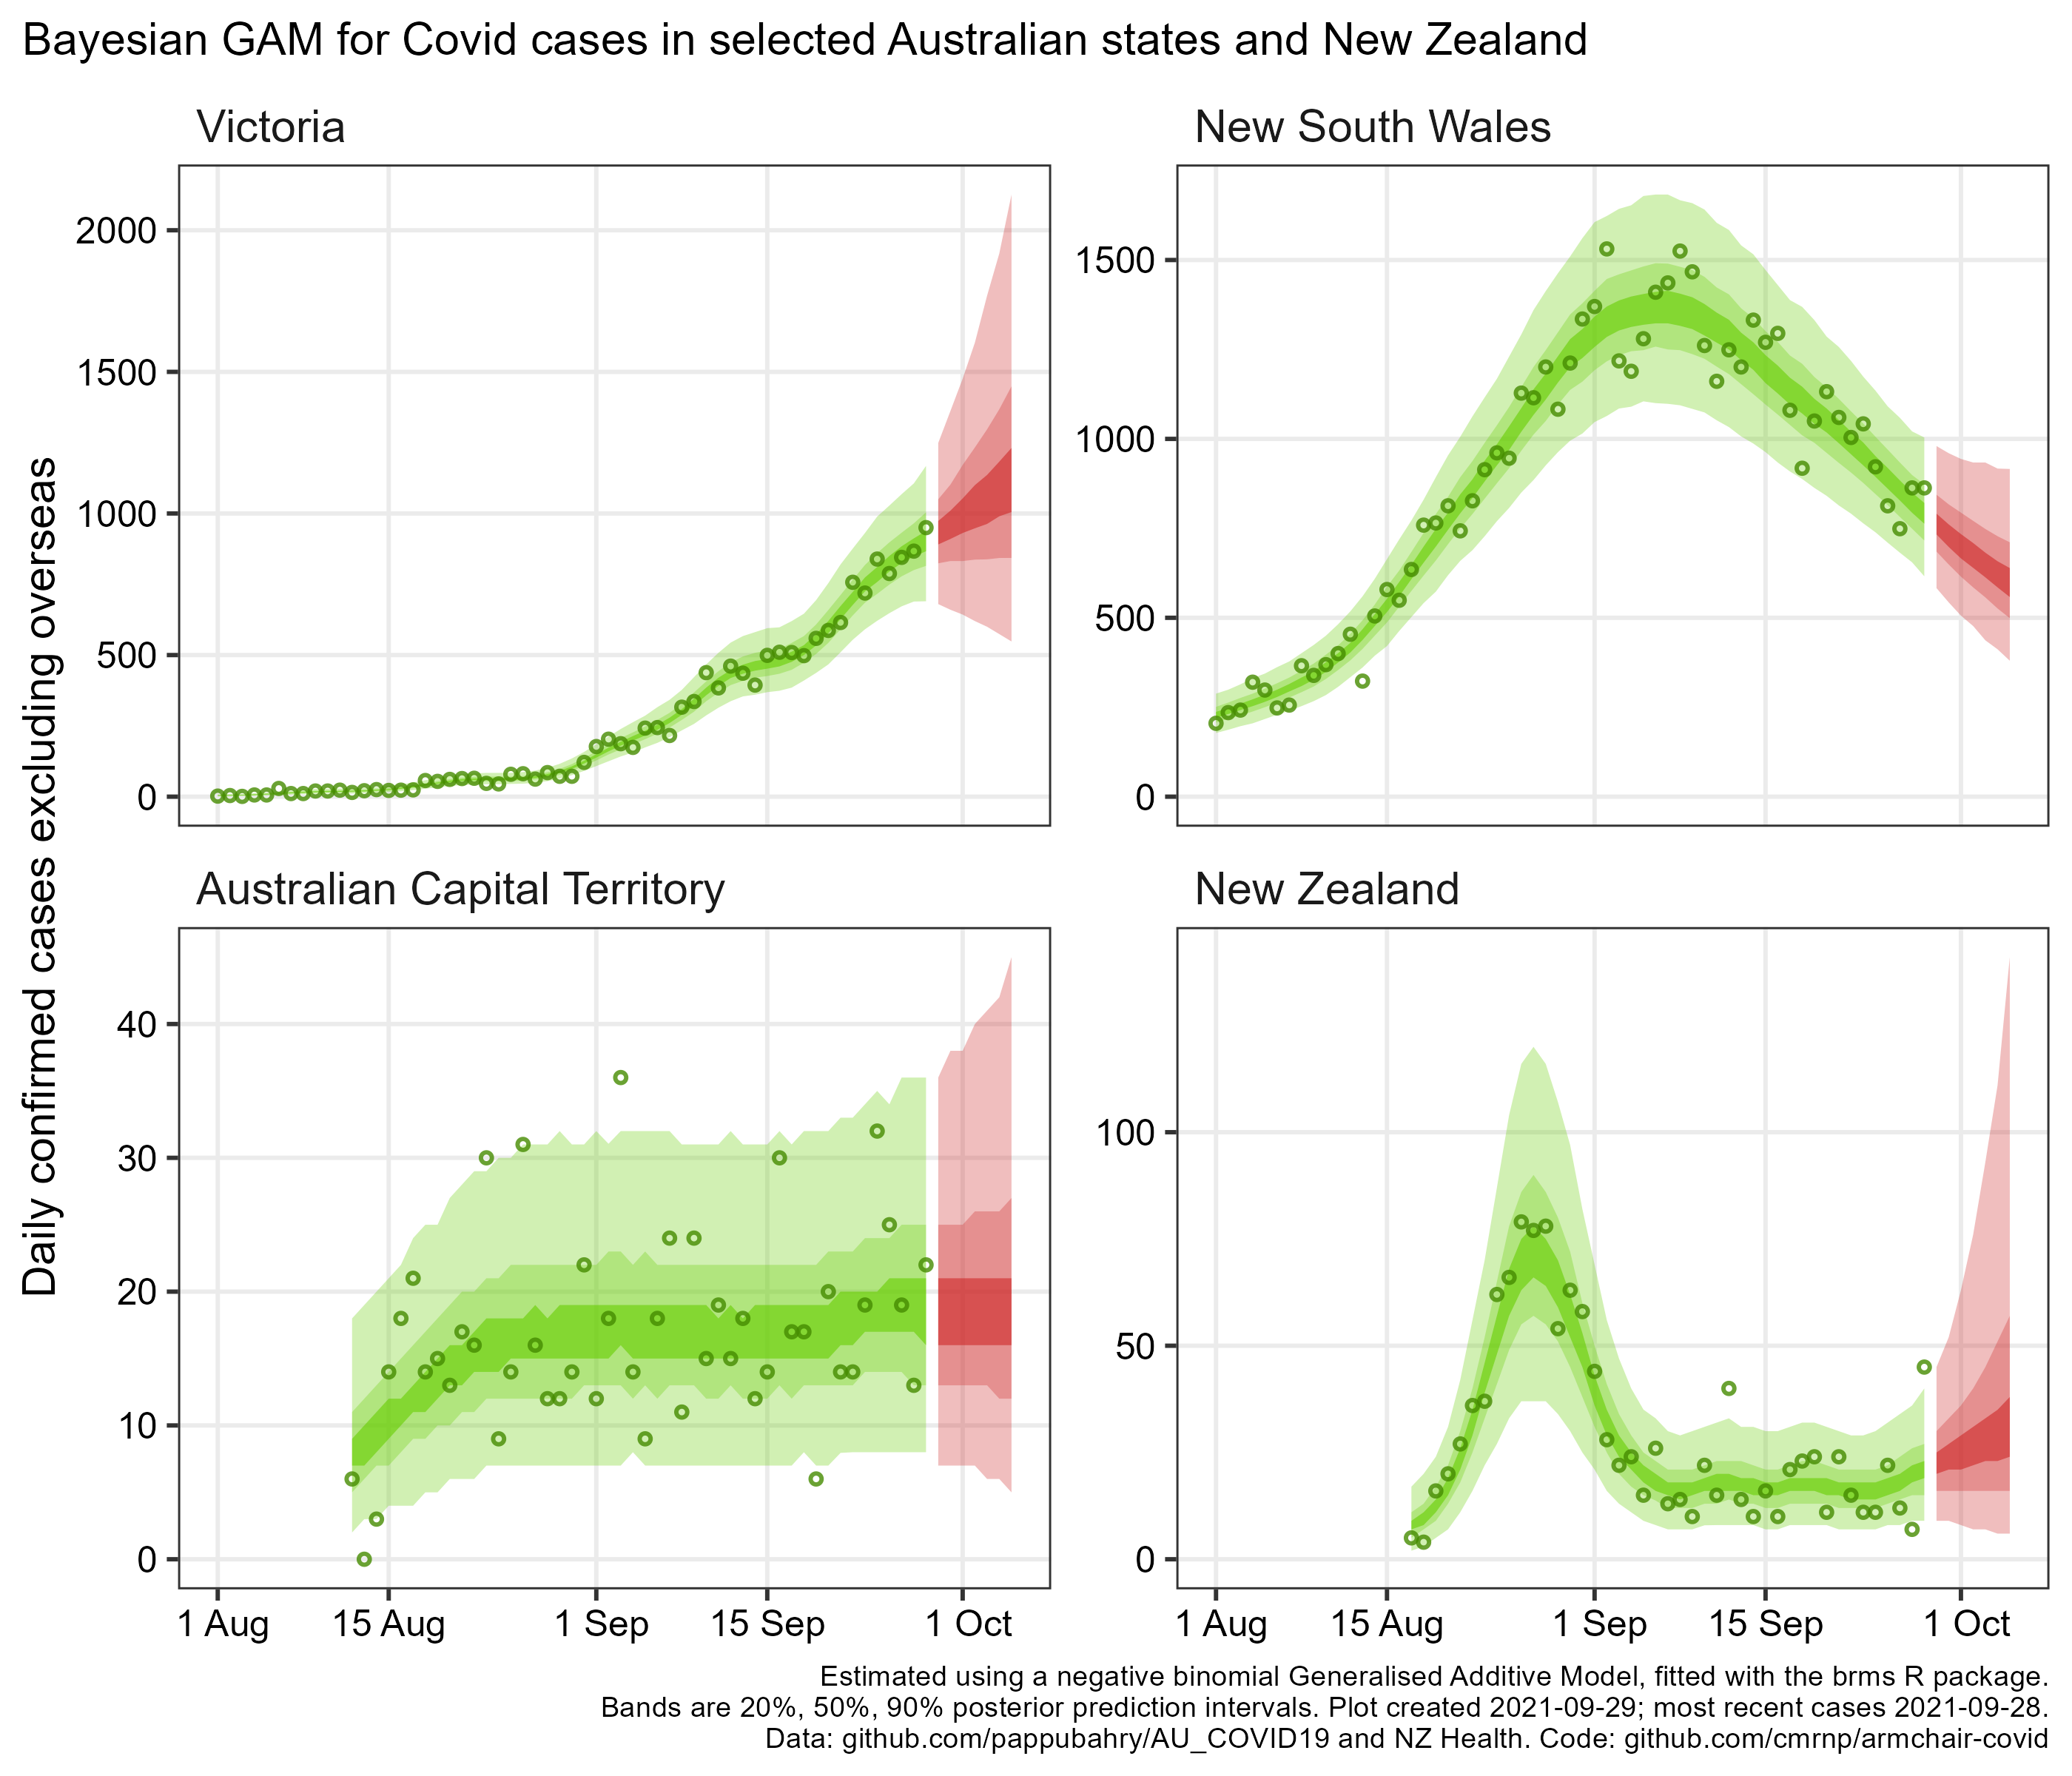 Bayesian GAM for Covid cases in selected Australian states and New Zealand
Daily confirmed cases excluding overseas
Victoria
2000
1500
1000
500
0
New South Wales
1500
1000
500
0
Australian Capital Territory
40
30
20
10
0
1 Aug 15 Aug 1 Sep 15 Sep 1 Oct
New Zealand
100
50
0
1 Aug 15 Aug 1 Sep 15 Sep 1 Oct
Estimated using a negative binomial Generalised Additive Model, fitted with the brms R package.
Bands are 20%, 50%, 90% posterior prediction intervals. Plot created 2021-09-29; most recent cases 2021-09-28.
Data: github.com/pappubahry/AU_COVID19 and NZ Health. Code: github.com/cmrnp/armchair-covid